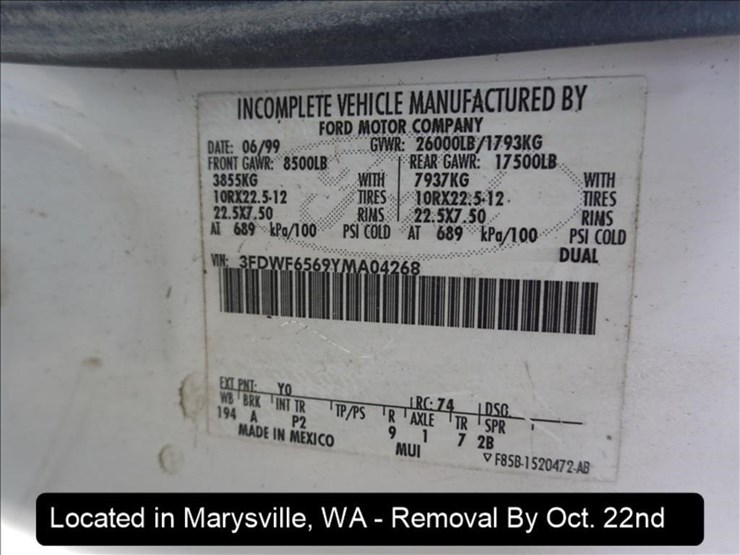 INCOMPLETE VEHICLE MANUFACTURED BY
FORD MOTOR COMPANY
DATE: 06/99 GVWR: 26000LB/1793KG
FRONT GAWR: 8500LB REAR GAWR: 17500LB
3855KG WITH 7937KG WITH
10RX22.5-12 TIRES 10RX22.5-12 TIRES
22.5X7.50 RIMS 22.5X7.50 RIMS
AT 689 kPa/100 PSI COLD AT 689 kPa/100 PSI COLD
DUAL
VIN: 3FDWF6569YMA04268
EXT PNT: YO RC: 74 DSO:
WB BRK INT TR TP/PS R AXLE TR SPR
194 A P2 9 1 7 2B
MADE IN MEXICO MUI ▽ F85B-1520472-AB
Located in Marysville, WA - Removal By Oct. 22nd